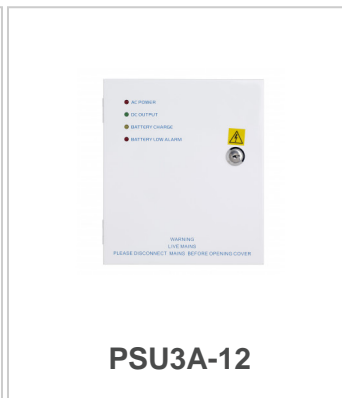 AC POWER
DC OUTPUT
BATTERY CHARGE
BATTERY LOW ALARM
WARNING
LIVE MAINS
PLEASE DISCONNECT MAINS BEFORE OPENING COVER
PSU3A-12